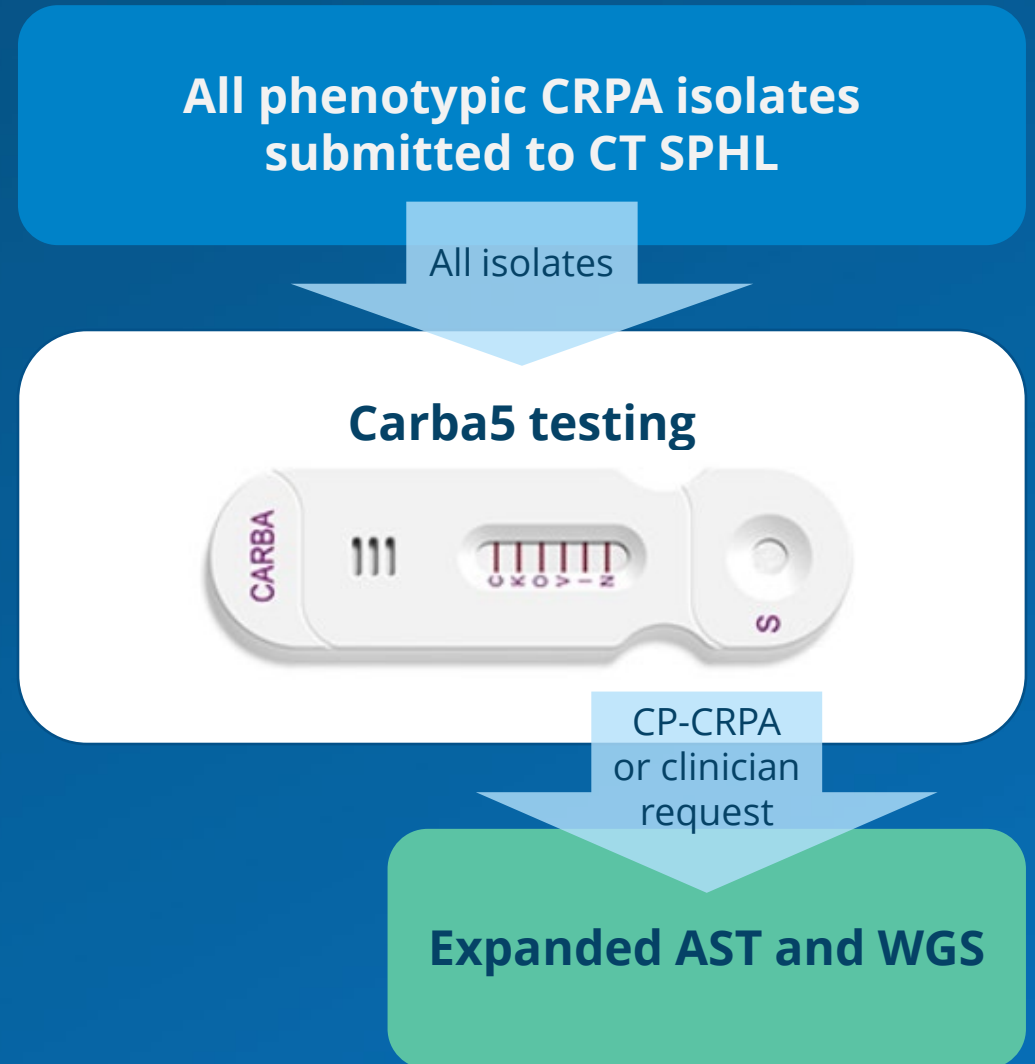 All phenotypic CRPA isolates
submitted to CT SPHL
All isolates
Carba5 testing
CARBA
C K O V I N
S
CP-CRPA
or clinician
request
Expanded AST and WGS